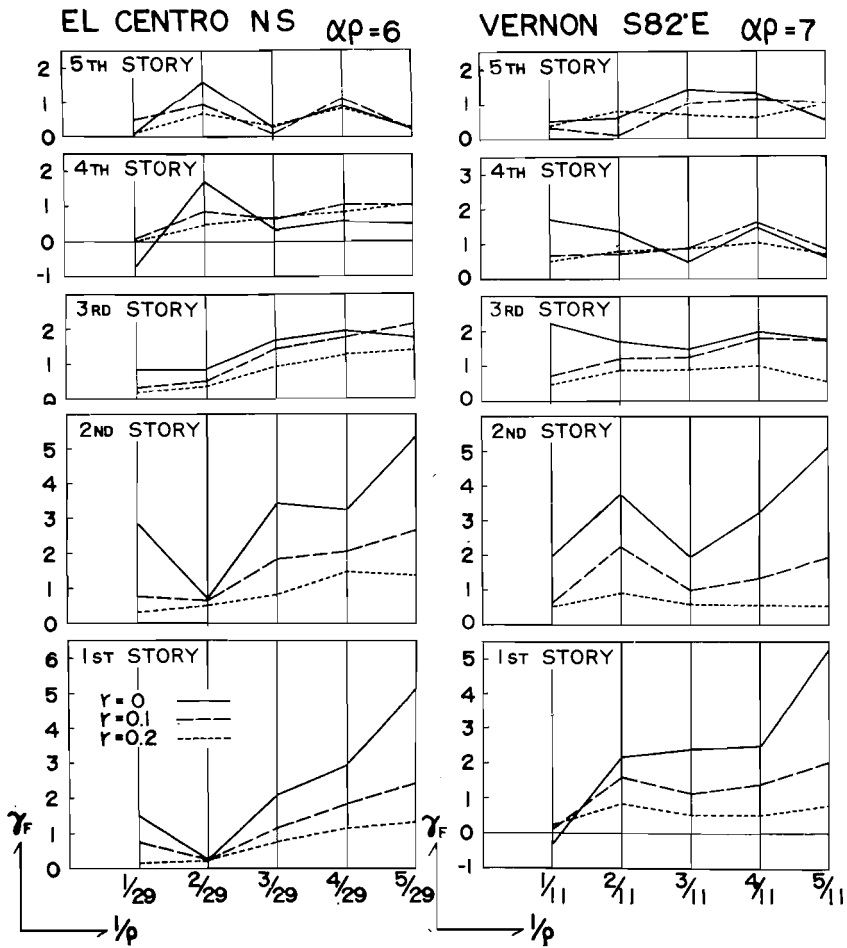 EL CENTRO NS αρ=6
5TH STORY
2
1
0
4TH STORY
2
1
0
-1
3RD STORY
2
1
0
2ND STORY
5
4
3
2
1
0
1ST STORY
6
5
4
3
2
1
0
r=0
r=0.1
r=0.2
γF
1/29 2/29 3/29 4/29 5/29
1/ρ
VERNON S82°E αρ=7
5TH STORY
2
1
0
4TH STORY
3
2
1
0
3RD STORY
2
1
0
2ND STORY
5
4
3
2
1
0
1ST STORY
5
4
3
2
1
0
-1
γF
1/11 2/11 3/11 4/11 5/11
1/ρ